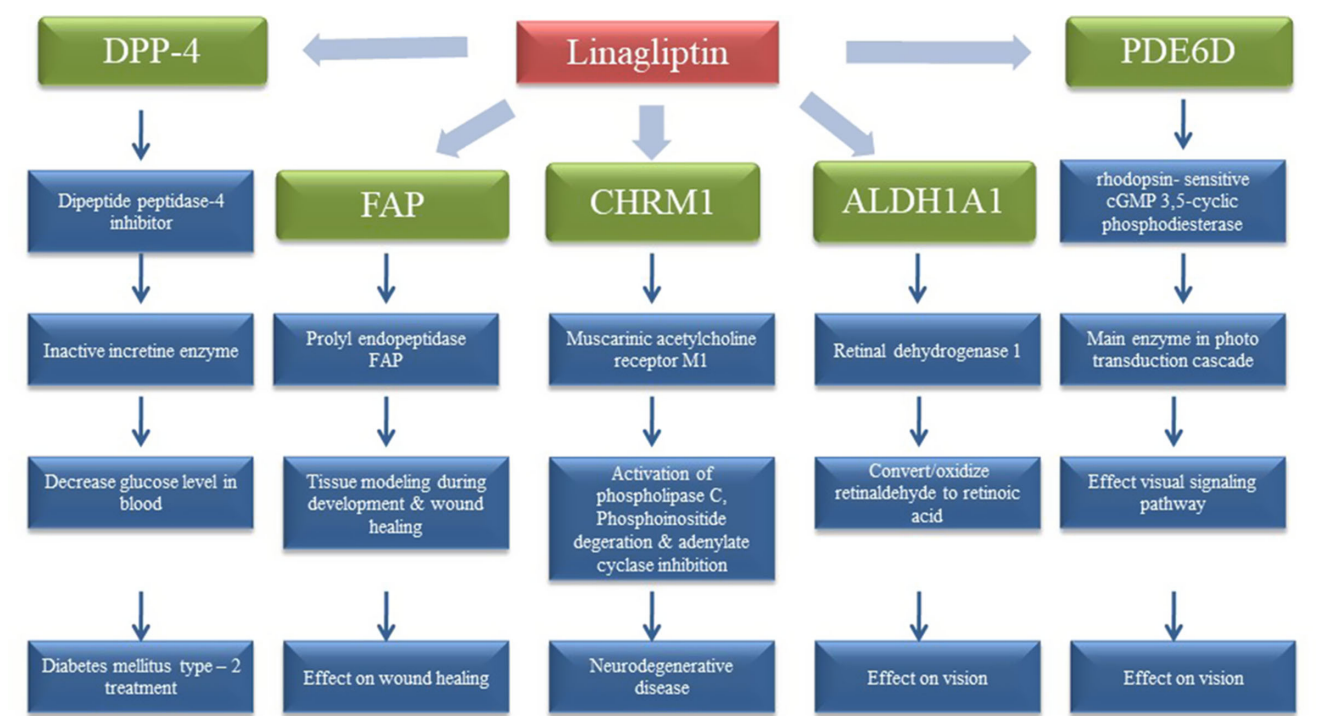 DPP-4
Linagliptin
PDE6D
FAP
CHRM1
ALDH1A1
Dipeptide peptidase-4
inhibitor
rhodopsin- sensitive
cGMP 3,5-cyclic
phosphodiesterase
Inactive incretine enzyme
Prolyl endopeptidase
FAP
Muscarinic acetylcholine
receptor M1
Retinal dehydrogenase 1
Main enzyme in photo
transduction cascade
Decrease glucose level in
blood
Tissue modeling during
development & wound
healing
Activation of
phospholipase C,
Phosphoinositide
degeration & adenylate
cyclase inhibition
Convert/oxidize
retinaldehyde to retinoic
acid
Effect visual signaling
pathway
Diabetes mellitus type – 2
treatment
Effect on wound healing
Neurodegenerative
disease
Effect on vision
Effect on vision